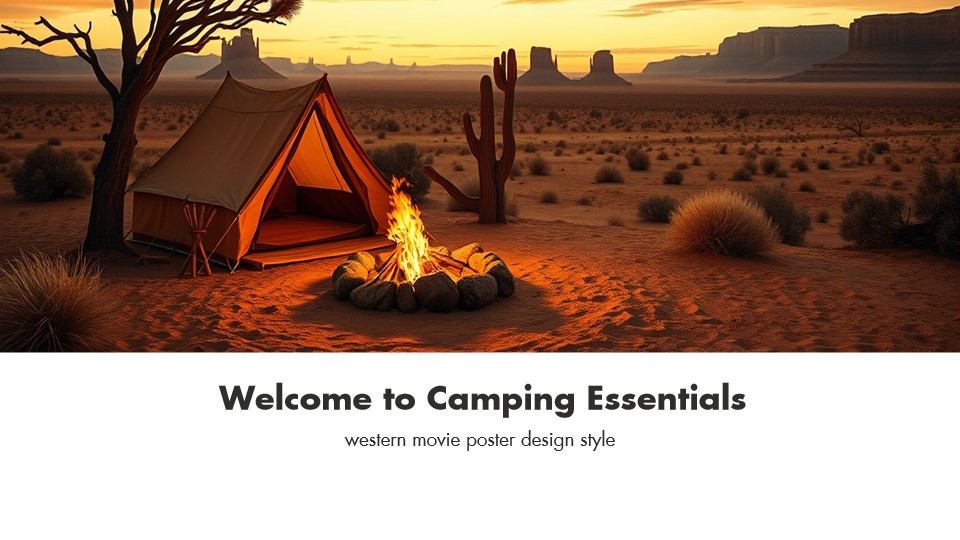 Welcome to Camping Essentials
western movie poster design style